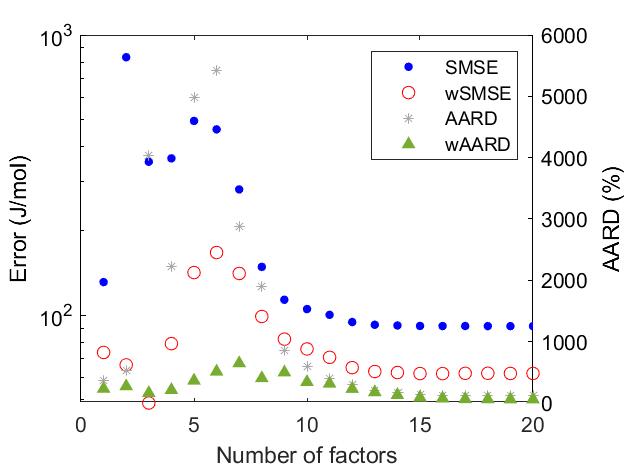 10³
10²
Error (J/mol)
SMSE
wSMSE
AARD
wAARD
6000
5000
4000
3000
2000
1000
0
AARD (%)
0 5 10 15 20
Number of factors